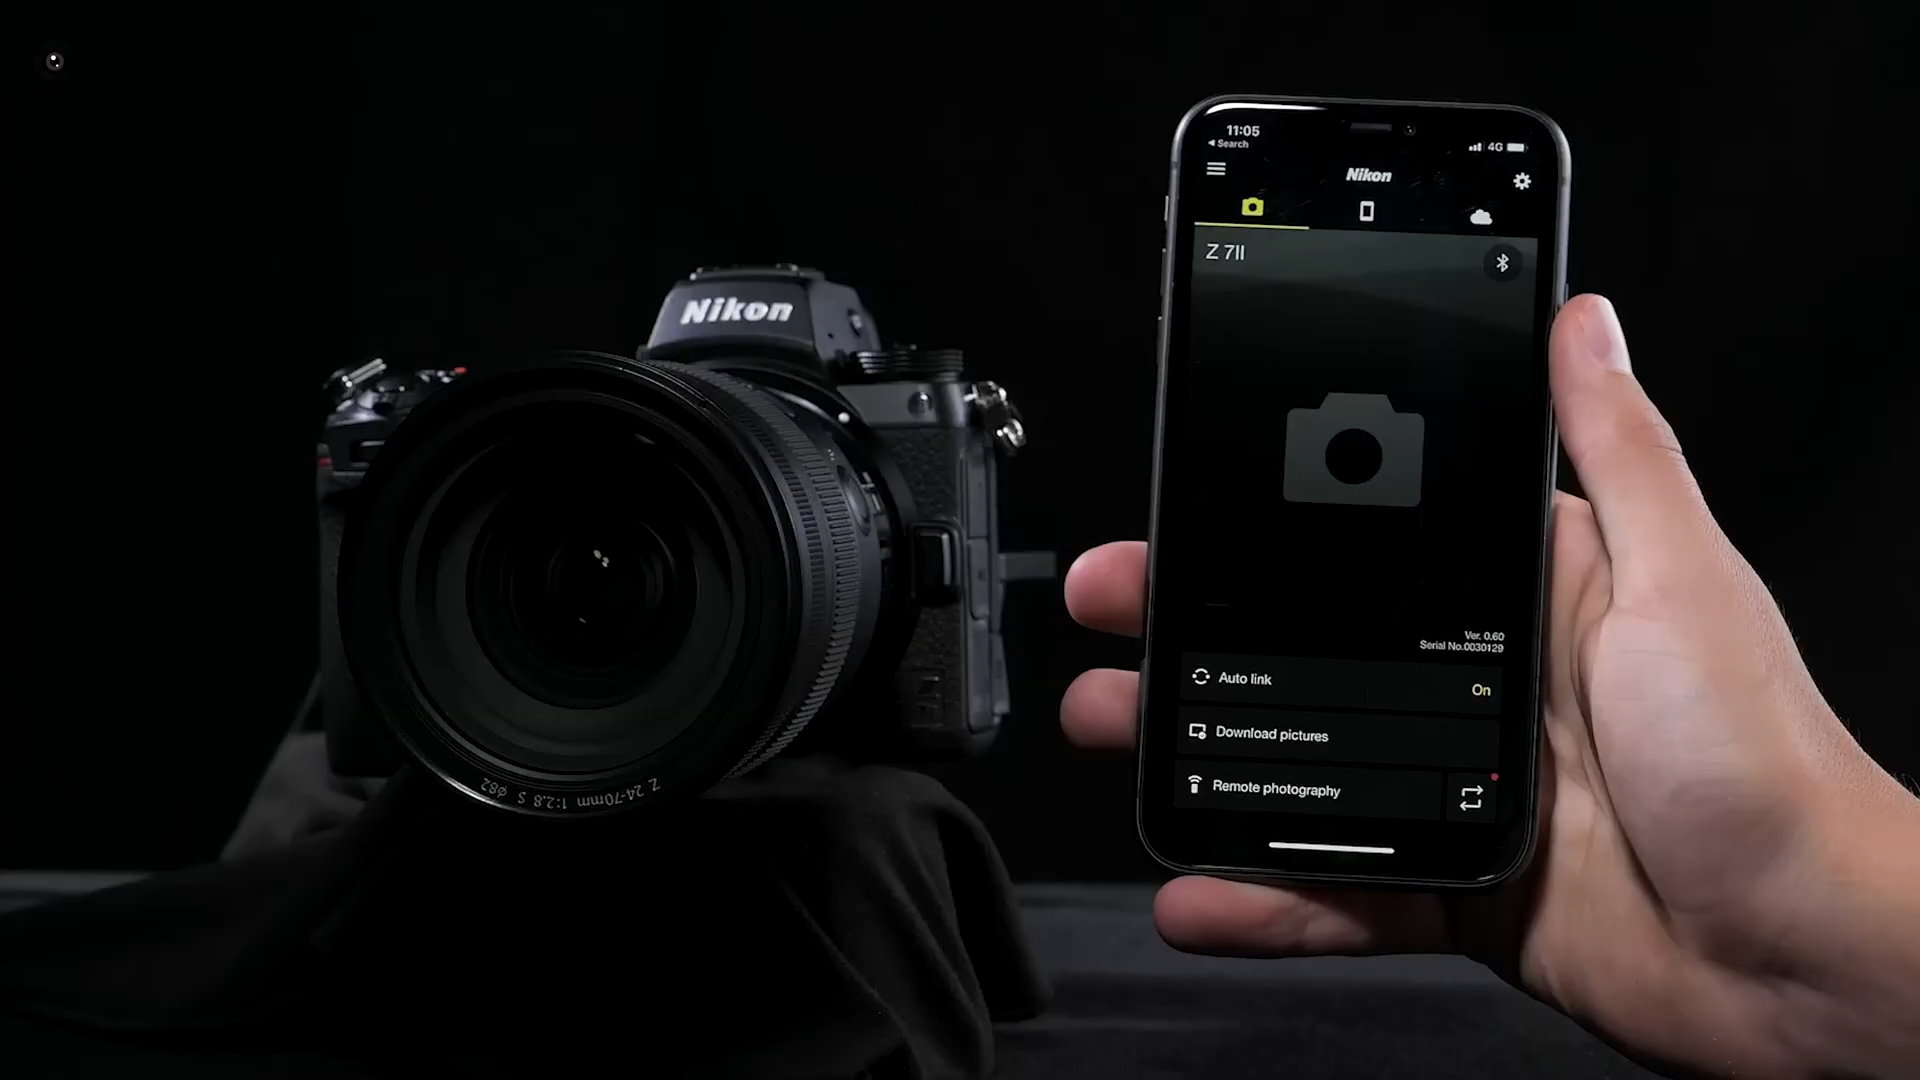 Nikon
Z 24-70mm 1:2.8 S ⌀82
11:05
Search
4G
Nikon
Z 7II
Ver. 0.60
Serial No.0030129
Auto link
On
Download pictures
Remote photography